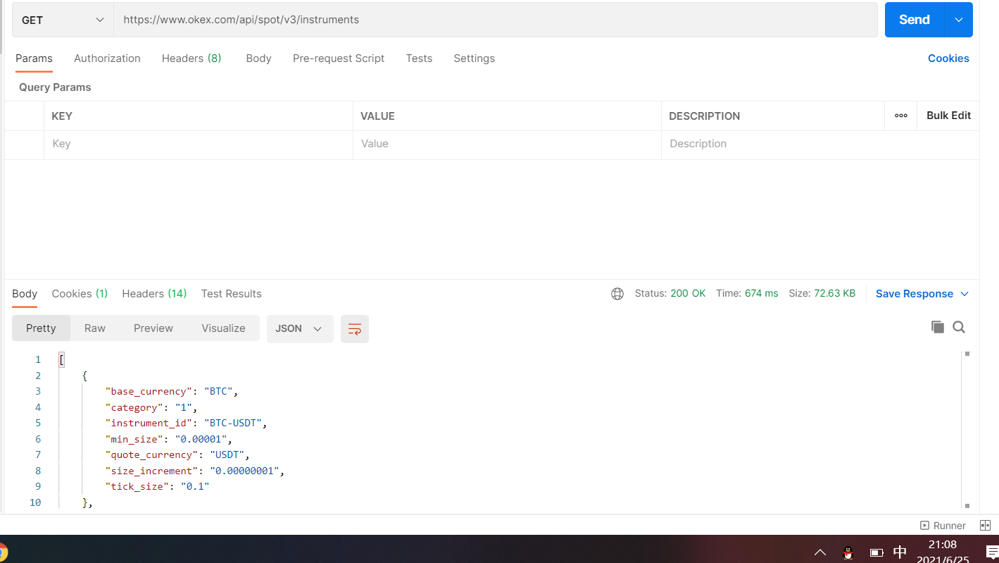 GET https://www.okex.com/api/spot/v3/instruments Send
Params Authorization Headers (8) Body Pre-request Script Tests Settings Cookies
Query Params
KEY VALUE DESCRIPTION ooo Bulk Edit
Key Value Description
Body Cookies (1) Headers (14) Test Results Status: 200 OK Time: 674 ms Size: 72.63 KB Save Response
Pretty Raw Preview Visualize JSON
1 [
2 {
3 "base_currency": "BTC",
4 "category": "1",
5 "instrument_id": "BTC-USDT",
6 "min_size": "0.00001",
7 "quote_currency": "USDT",
8 "size_increment": "0.00000001",
9 "tick_size": "0.1"
10 },
Runner
中 21:08
2021/6/25